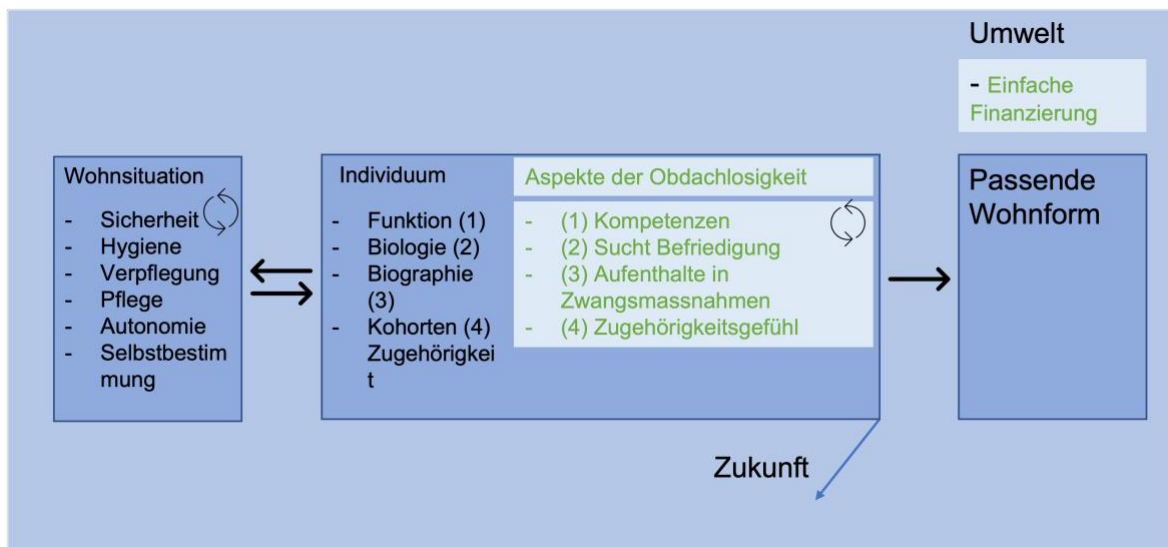 Umwelt
- Einfache
Finanzierung
Wohnsituation
- Sicherheit
- Hygiene
- Verpflegung
- Pflege
- Autonomie
- Selbstbestim
mung
Individuum
- Funktion (1)
- Biologie (2)
- Biographie
(3)
- Kohorten (4)
Zugehörigkei
t
Aspekte der Obdachlosigkeit
- (1) Kompetenzen
- (2) Sucht Befriedigung
- (3) Aufenthalte in
Zwangsmassnahmen
- (4) Zugehörigkeitsgefühl
Passende
Wohnform
Zukunft